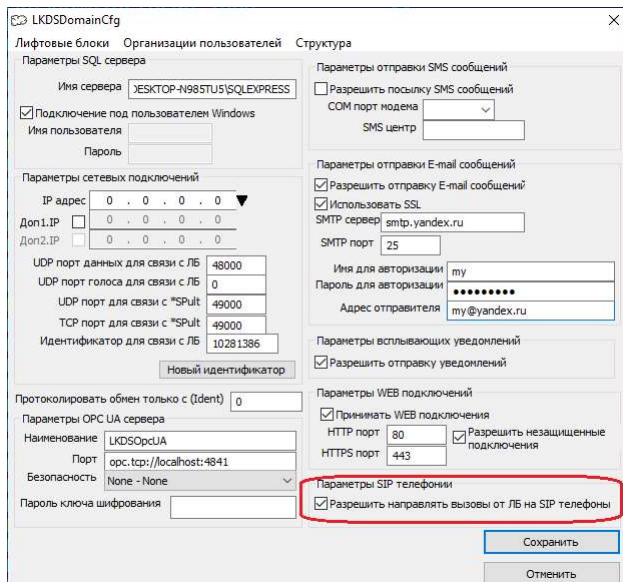 LKDSDomainCfg
Лифтовые блоки Организации пользователей Структура
Параметры SQL сервера
Имя сервера DESKTOP-N985TU5\SQLEXPRESS
Подключение под пользователем Windows
Имя пользователя
Пароль
Параметры сетевых подключений
IP адрес 0 . 0 . 0 . 0
Доп1.IP 0 . 0 . 0 . 0
Доп2.IP 0 . 0 . 0 . 0
UDP порт данных для связи с ЛБ 48000
UDP порт голоса для связи с ЛБ 0
UDP порт для связи с *SPult 49000
TCP порт для связи с *SPult 49000
Идентификатор для связи с ЛБ 10281386
Новый идентификатор
Протоколировать обмен только с (Ident) 0
Параметры OPC UA сервера
Наименование LKDSOpcUA
Порт opc.tcp://localhost:4841
Безопасность None - None
Пароль ключа шифрования
Параметры отправки SMS сообщений
Разрешить посылку SMS сообщений
COM порт модема
SMS центр
Параметры отправки E-mail сообщений
Разрешить отправку E-mail сообщений
Использовать SSL
SMTP сервер smtp.yandex.ru
SMTP порт 25
Имя для авторизации my
Пароль для авторизации ●●●●●●●●●
Адрес отправителя my@yandex.ru
Параметры всплывающих уведомлений
Разрешить отправку уведомлений
Параметры WEB подключений
Принимать WEB подключения
HTTP порт 80
Разрешить незащищенные
подключения
HTTPS порт 443
Параметры SIP телефонии
Разрешить направлять вызовы от ЛБ на SIP телефоны
Сохранить
Отменить